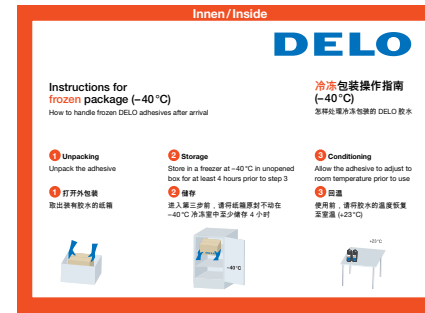 Innen/Inside
DELO
Instructions for
frozen package (–40 °C)
How to handle frozen DELO adhesives after arrival
冷冻包装操作指南
(–40 °C)
怎样处理冷冻包装的 DELO 胶水
1 Unpacking
Unpack the adhesive
2 Storage
Store in a freezer at –40 °C in unopened
box for at least 4 hours prior to step 3
3 Conditioning
Allow the adhesive to adjust to
room temperature prior to use
1 打开外包装
取出装有胶水的纸箱
2 储存
进入第三步前，请将纸箱原封不动在
–40 °C 冷冻室中至少储存 4 小时
3 回温
使用前，请将胶水的温度恢复
至室温 (+23 °C)
–40 °C
+23 °C